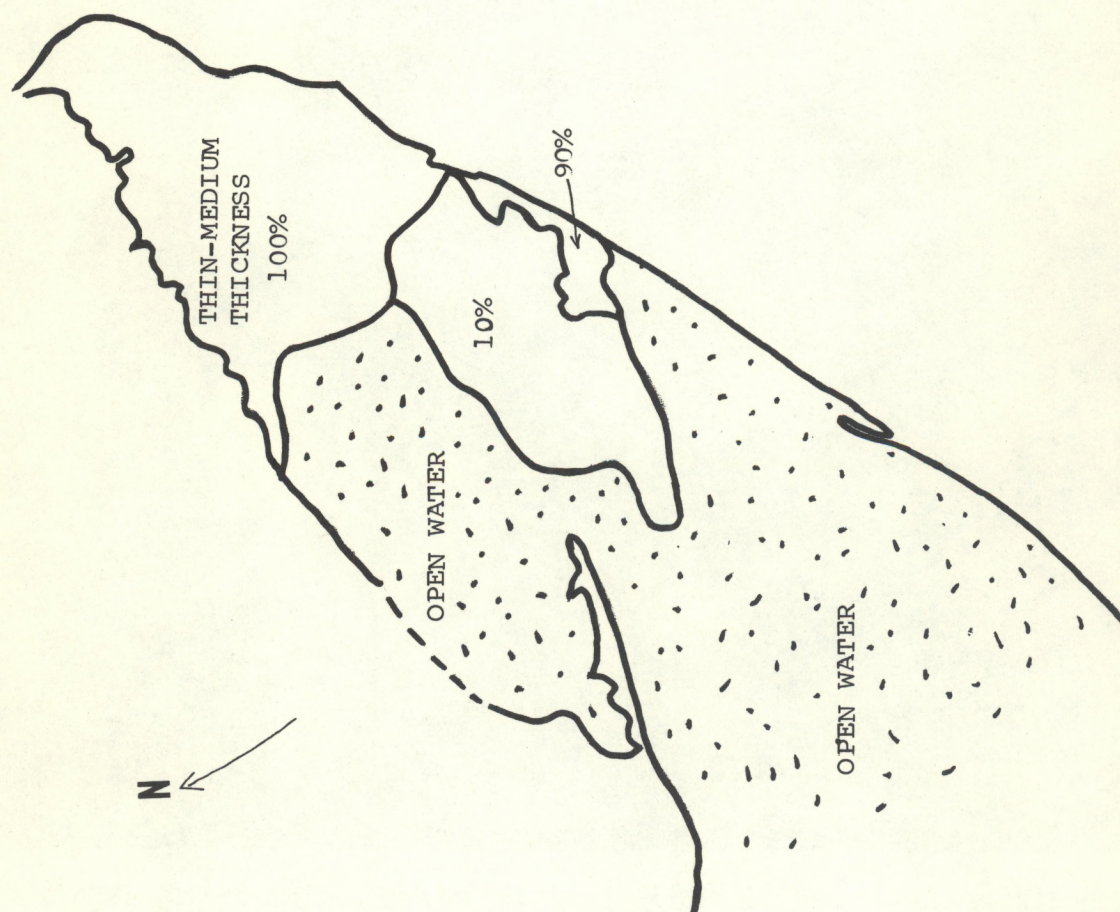 THIN-MEDIUM
THICKNESS
100%
90%
10%
OPEN WATER
OPEN WATER
N